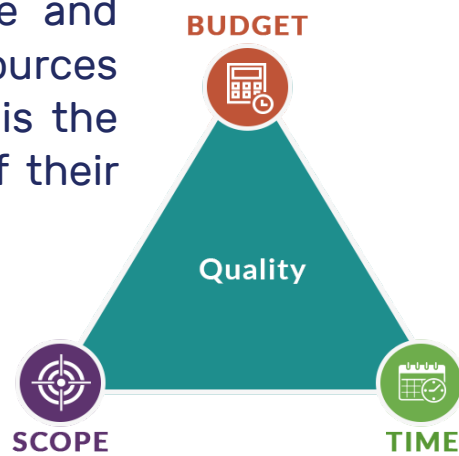 e and
ources
is the
f their
BUDGET
Quality
SCOPE
TIME